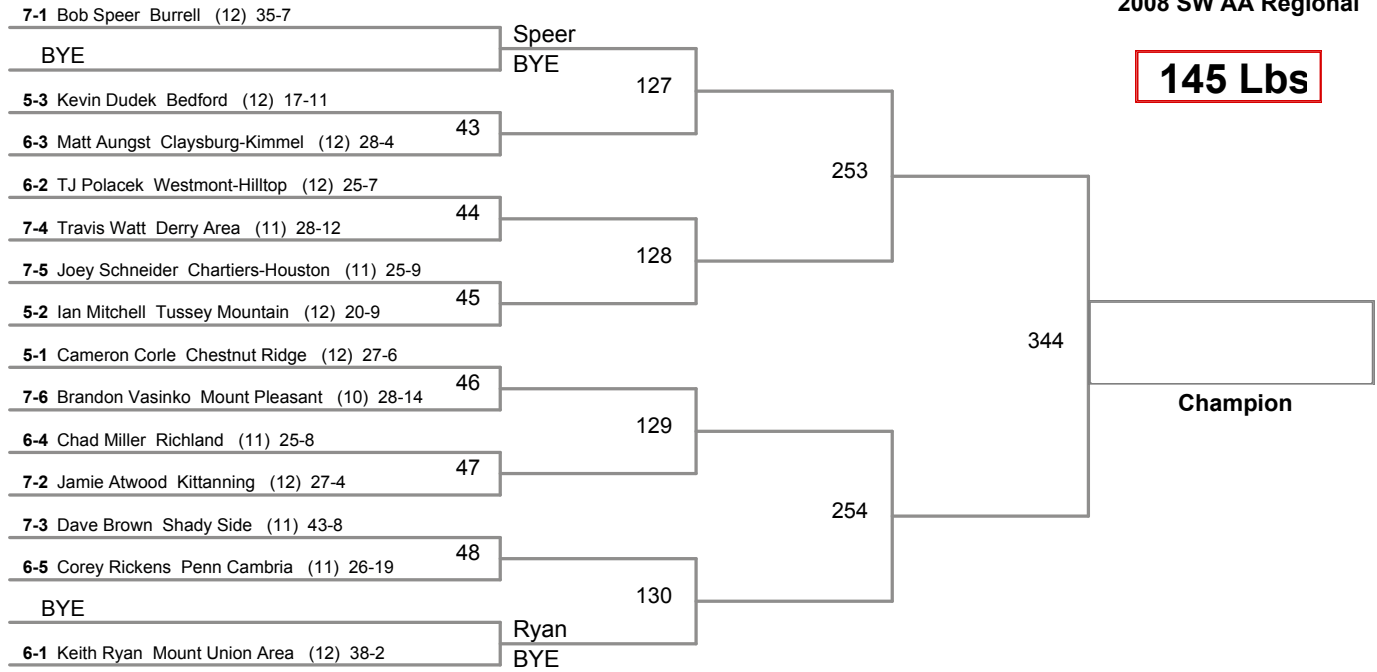 2008 SW AA Regional
145 Lbs
7-1 Bob Speer Burrell (12) 35-7
BYE
Speer
BYE
127
5-3 Kevin Dudek Bedford (12) 17-11
43
6-3 Matt Aungst Claysburg-Kimmel (12) 28-4
253
6-2 TJ Polacek Westmont-Hilltop (12) 25-7
44
7-4 Travis Watt Derry Area (11) 28-12
128
7-5 Joey Schneider Chartiers-Houston (11) 25-9
45
5-2 Ian Mitchell Tussey Mountain (12) 20-9
344
5-1 Cameron Corle Chestnut Ridge (12) 27-6
46
7-6 Brandon Vasinko Mount Pleasant (10) 28-14
Champion
129
6-4 Chad Miller Richland (11) 25-8
47
7-2 Jamie Atwood Kittanning (12) 27-4
254
7-3 Dave Brown Shady Side (11) 43-8
48
6-5 Corey Rickens Penn Cambria (11) 26-19
130
BYE
Ryan
6-1 Keith Ryan Mount Union Area (12) 38-2
BYE